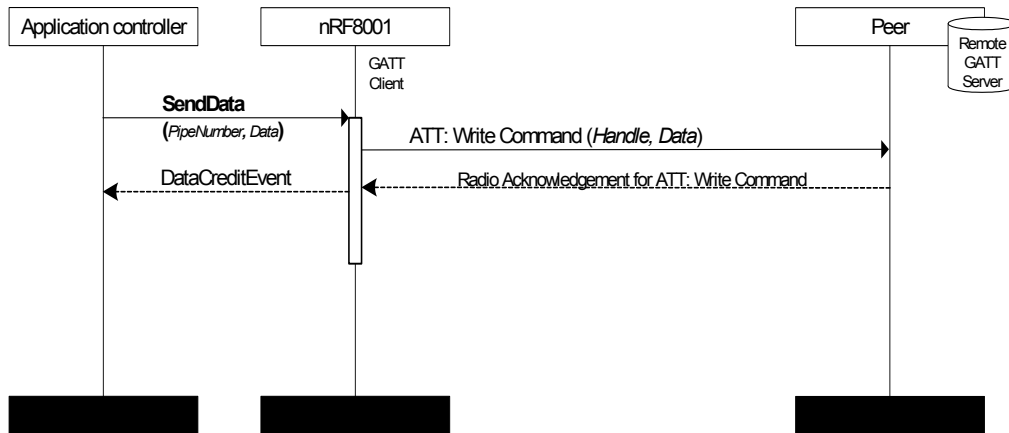 Application controller
nRF8001
Peer
Remote
GATT
Server
GATT
Client
SendData
(PipeNumber, Data)
ATT: Write Command (Handle, Data)
DataCreditEvent
Radio Acknowledgement for ATT: Write Command